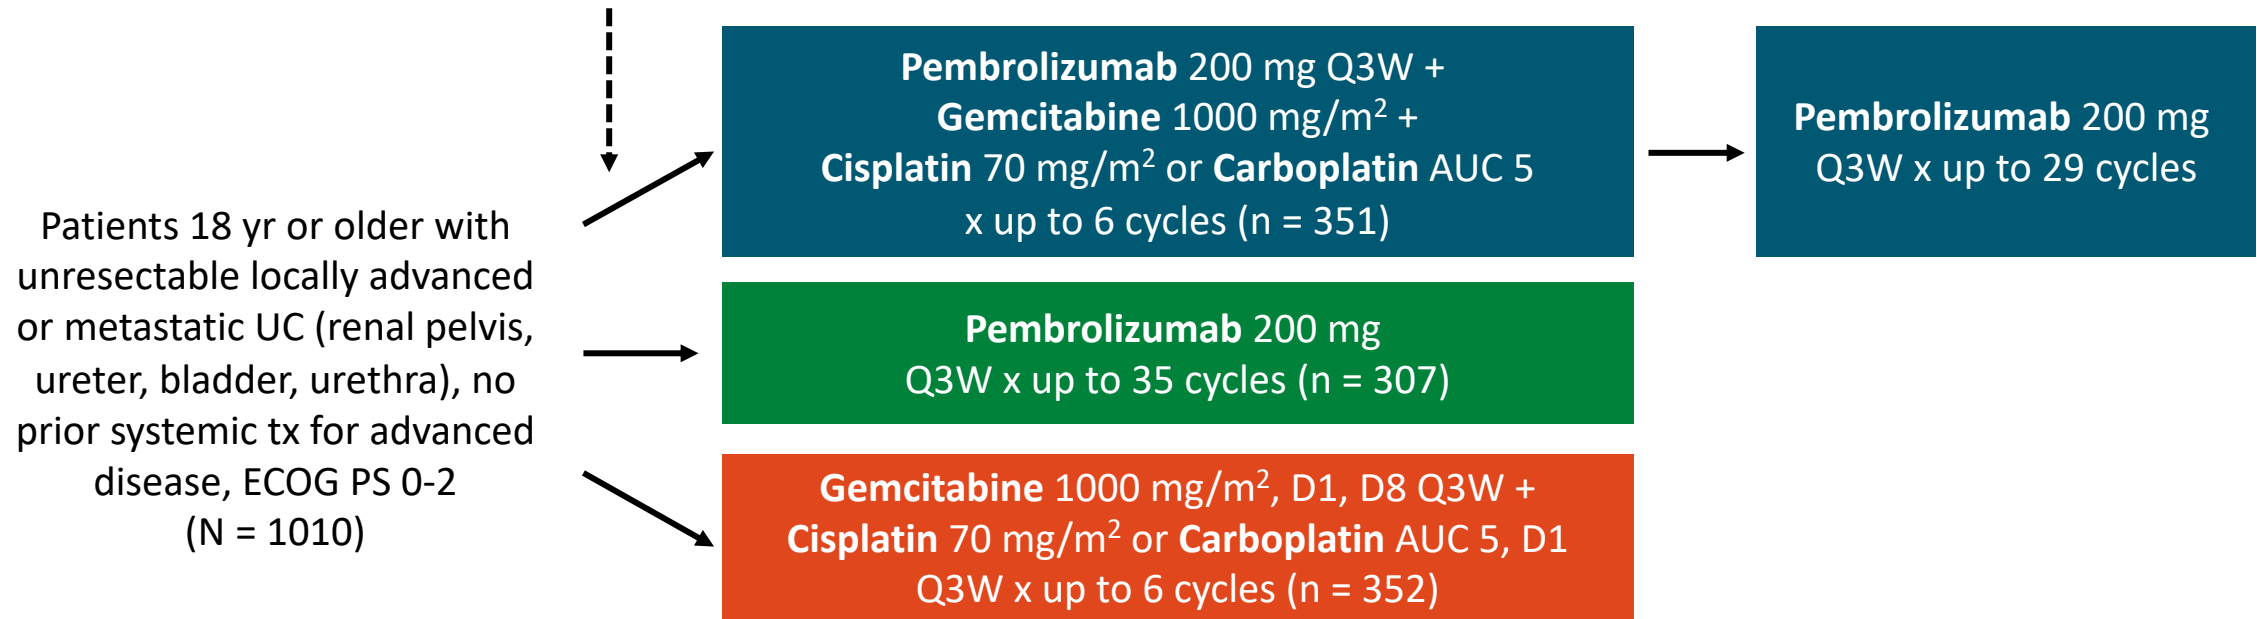 Patients 18 yr or older with
unresectable locally advanced
or metastatic UC (renal pelvis,
ureter, bladder, urethra), no
prior systemic tx for advanced
disease, ECOG PS 0-2
(N = 1010)
Pembrolizumab 200 mg Q3W +
Gemcitabine 1000 mg/m² +
Cisplatin 70 mg/m² or Carboplatin AUC 5
x up to 6 cycles (n = 351)
Pembrolizumab 200 mg
Q3W x up to 29 cycles
Pembrolizumab 200 mg
Q3W x up to 35 cycles (n = 307)
Gemcitabine 1000 mg/m², D1, D8 Q3W +
Cisplatin 70 mg/m² or Carboplatin AUC 5, D1
Q3W x up to 6 cycles (n = 352)